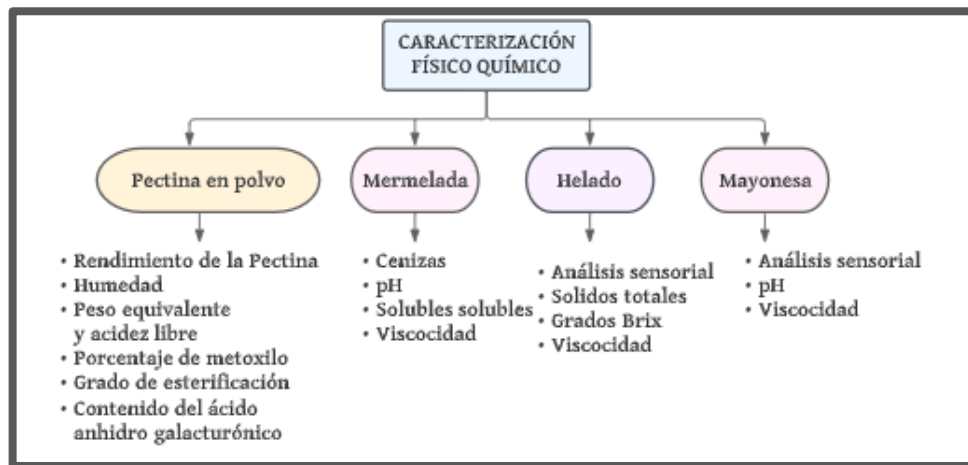 CARACTERIZACIÓN
FÍSICO QUÍMICO
Pectina en polvo
Mermelada
Helado
Mayonesa
• Rendimiento de la Pectina
• Humedad
• Peso equivalente
y acidez libre
• Porcentaje de metoxilo
• Grado de esterificación
• Contenido del ácido
anhidro galacturónico
• Cenizas
• pH
• Solubles solubles
• Viscocidad
• Análisis sensorial
• Solidos totales
• Grados Brix
• Viscocidad
• Análisis sensorial
• pH
• Viscocidad